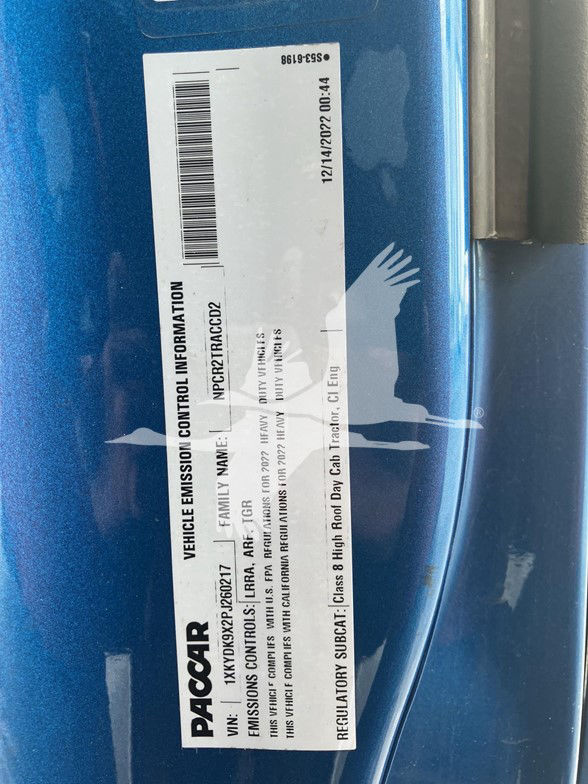 PACCAR VEHICLE EMISSION CONTROL INFORMATION
VIN: 1XKYDK9X2PJ260217 FAMILY NAME: NPCR2TRACCD2
EMISSIONS CONTROLS: LRRA, ARF, TGR
THIS VEHICLE COMPLIES WITH U.S. EPA REGULATIONS FOR 2022 HEAVY DUTY VEHICLES
THIS VEHICLE COMPLIES WITH CALIFORNIA REGULATIONS FOR 2022 HEAVY DUTY VEHICLES
12/14/2022 00:44
REGULATORY SUBCAT: Class 8 High Roof Day Cab Tractor, CI Eng
●S53-6198